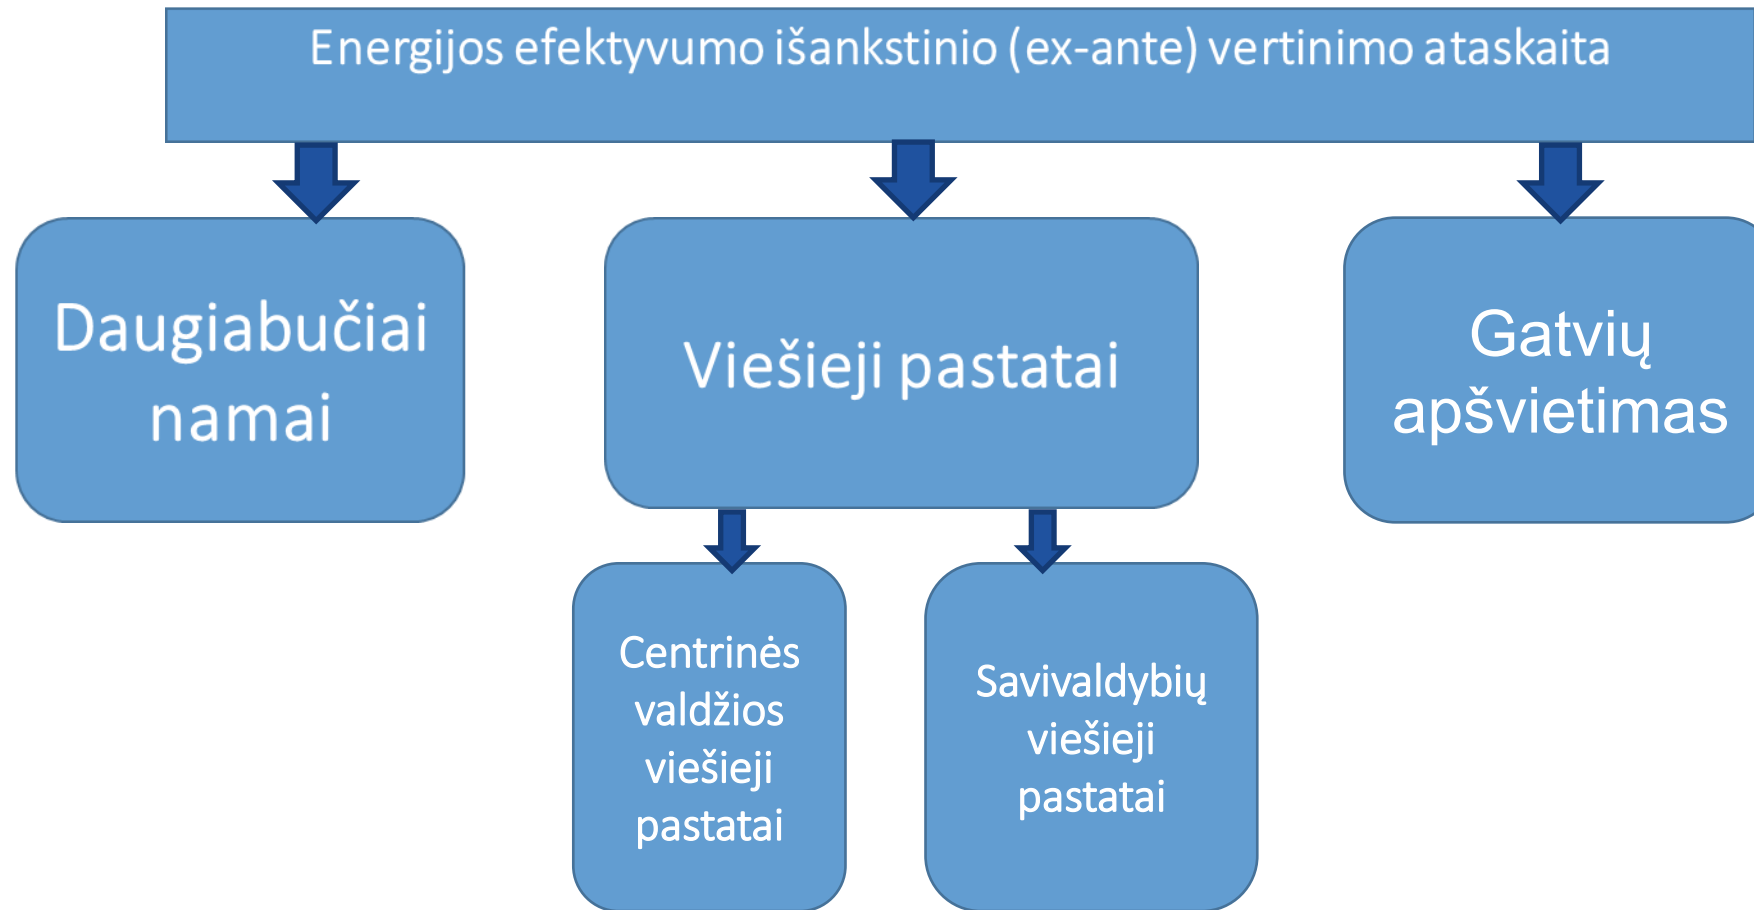 Energijos efektyvumo išankstinio (ex-ante) vertinimo ataskaita
Daugiabučiai
namai
Viešieji pastatai
Gatvių
apšvietimas
Centrinės
valdžios
viešieji
pastatai
Savivaldybių
viešieji
pastatai